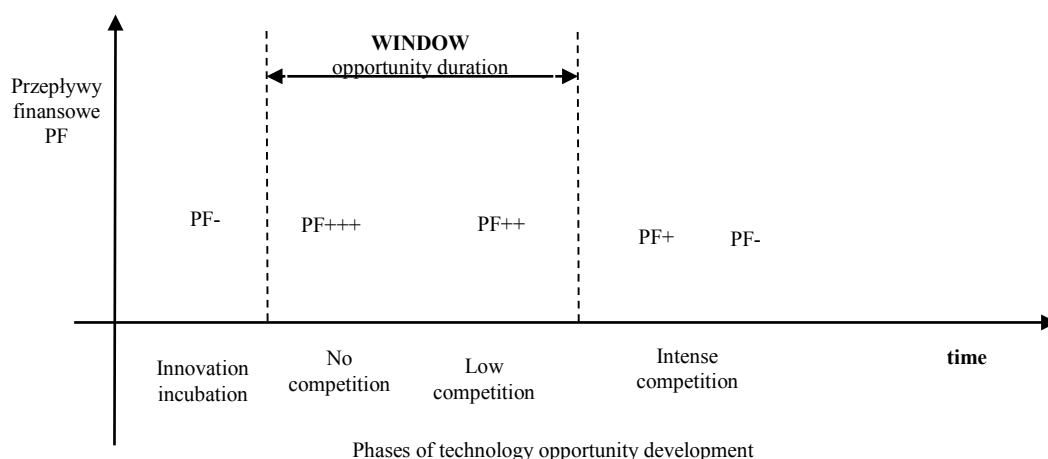 WINDOW
opportunity duration
Przepływy
finansowe
PF
PF-
PF+++
PF++
PF+
PF-
Innovation
incubation
No
competition
Low
competition
Intense
competition
time
Phases of technology opportunity development